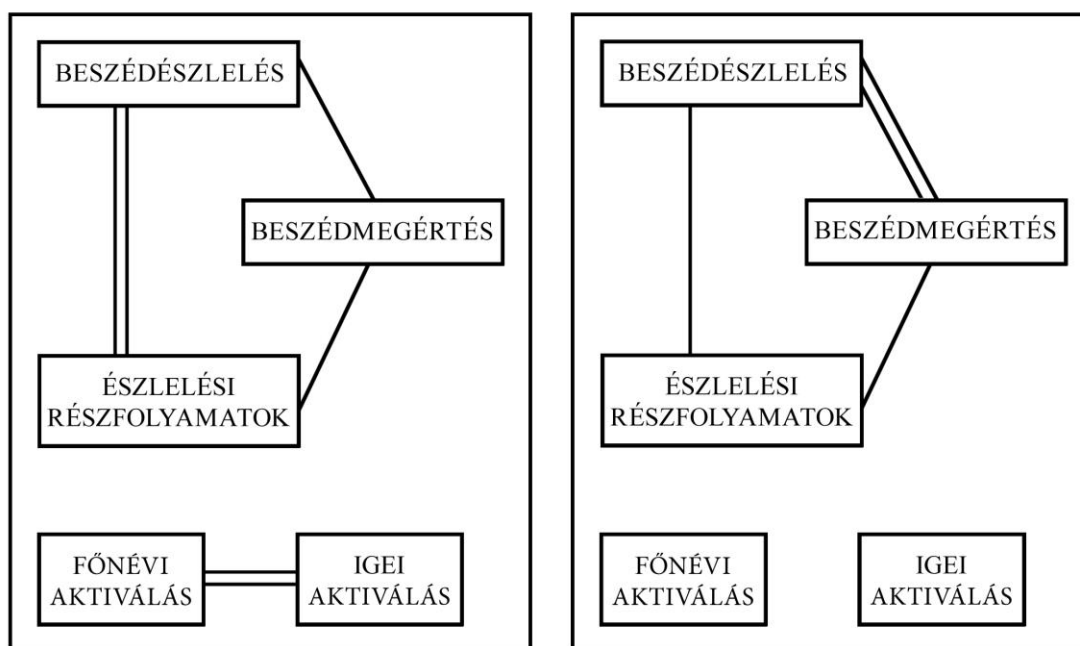 BESZÉDÉSZLELÉS
BESZÉDMEGÉRTÉS
ÉSZLELÉSI
RÉSZFOLYAMATOK
FŐNÉVI
AKTIVÁLÁS
IGEI
AKTIVÁLÁS
BESZÉDÉSZLELÉS
BESZÉDMEGÉRTÉS
ÉSZLELÉSI
RÉSZFOLYAMATOK
FŐNÉVI
AKTIVÁLÁS
IGEI
AKTIVÁLÁS